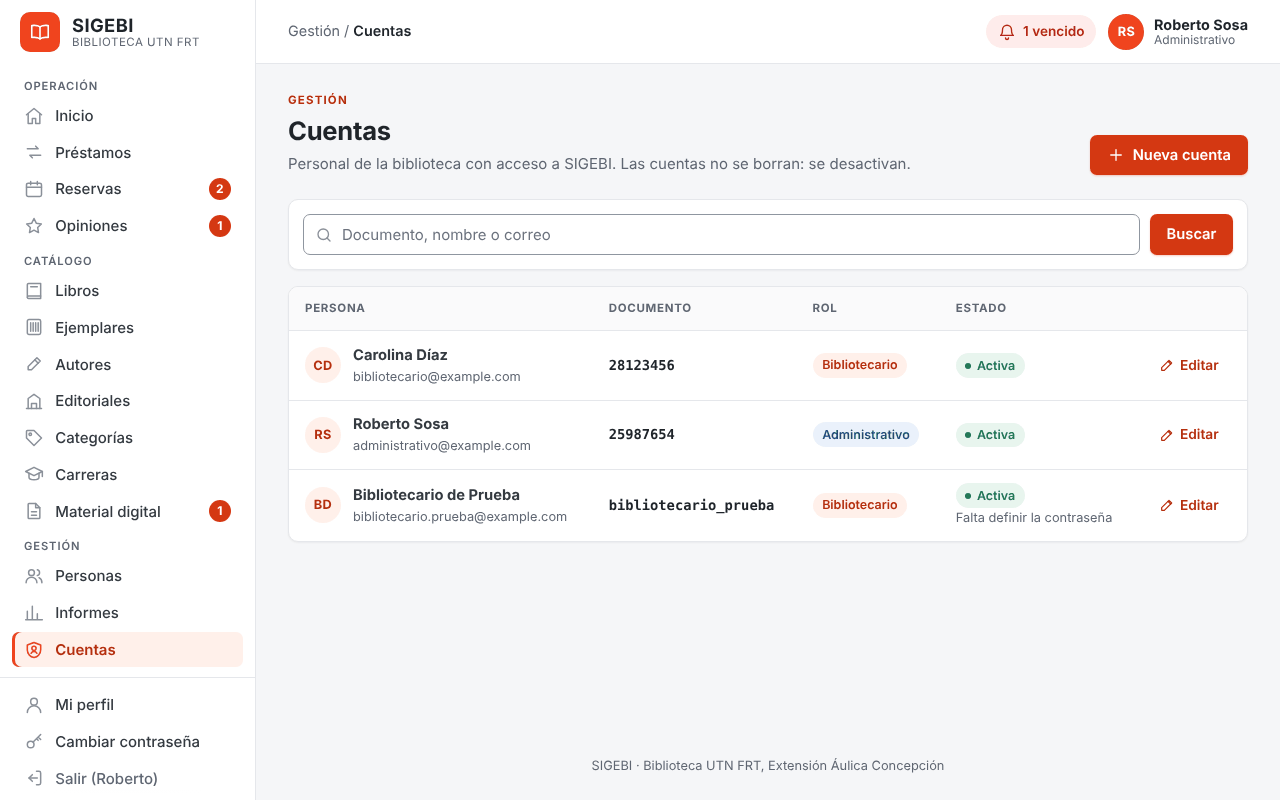 SIGEBI
BIBLIOTECA UTN FRT
OPERACIÓN
Inicio
Préstamos
Reservas 2
Opiniones 1
CATÁLOGO
Libros
Ejemplares
Autores
Editoriales
Categorías
Carreras
Material digital 1
GESTIÓN
Personas
Informes
Cuentas
Mi perfil
Cambiar contraseña
Salir (Roberto)
Gestión / Cuentas
1 vencido
RS
Roberto Sosa
Administrativo
GESTIÓN
Cuentas
Personal de la biblioteca con acceso a SIGEBI. Las cuentas no se borran: se desactivan.
Nueva cuenta
Documento, nombre o correo
Buscar
PERSONA DOCUMENTO ROL ESTADO
CD Carolina Díaz 28123456 Bibliotecario Activa Editar
bibliotecario@example.com
RS Roberto Sosa 25987654 Administrativo Activa Editar
administrativo@example.com
BD Bibliotecario de Prueba bibliotecario_prueba Bibliotecario Activa Editar
bibliotecario.prueba@example.com Falta definir la contraseña
SIGEBI · Biblioteca UTN FRT, Extensión Áulica Concepción